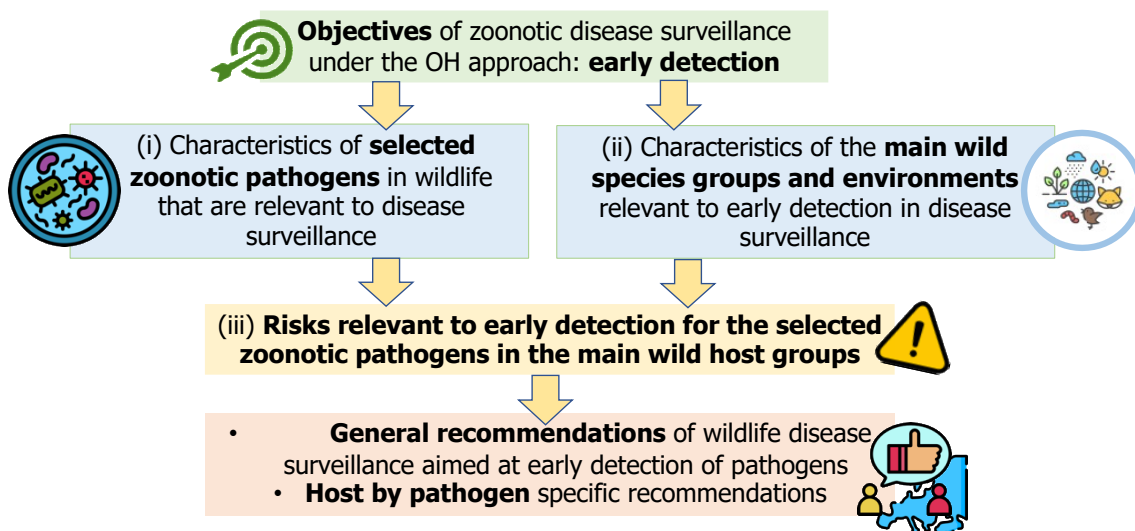 Objectives of zoonotic disease surveillance
under the OH approach: early detection
(i) Characteristics of selected
zoonotic pathogens in wildlife
that are relevant to disease
surveillance
(ii) Characteristics of the main wild
species groups and environments
relevant to early detection in disease
surveillance
(iii) Risks relevant to early detection for the selected
zoonotic pathogens in the main wild host groups
• General recommendations of wildlife disease
surveillance aimed at early detection of pathogens
• Host by pathogen specific recommendations